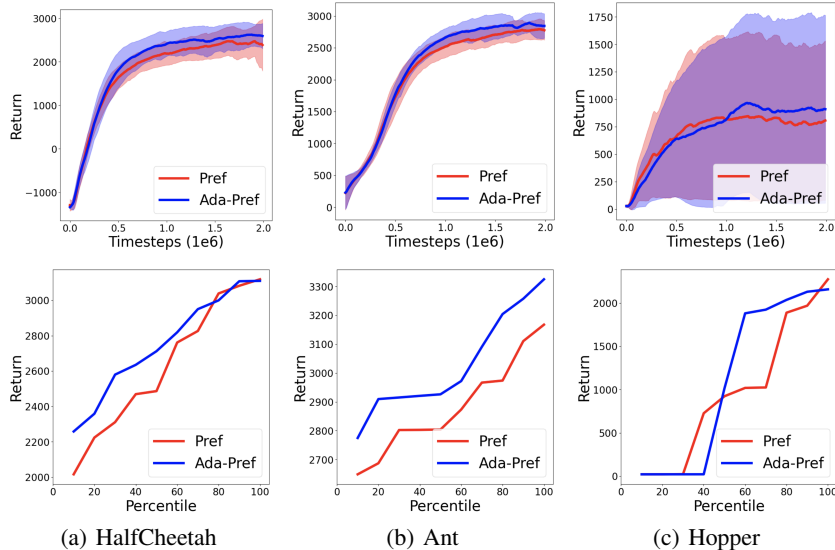 3000
2000
1000
0
−1000
Return
Pref
Ada-Pref
0.0 0.5 1.0 1.5 2.0
Timesteps (1e6)
3000
2500
2000
1500
1000
500
0
Return
Pref
Ada-Pref
0.0 0.5 1.0 1.5 2.0
Timesteps (1e6)
1750
1500
1250
1000
750
500
250
0
Return
Pref
Ada-Pref
0.0 0.5 1.0 1.5 2.0
Timesteps (1e6)
3000
2800
2600
2400
2200
2000
Return
Pref
Ada-Pref
0 20 40 60 80 100
Percentile
3300
3200
3100
3000
2900
2800
2700
Return
Pref
Ada-Pref
0 20 40 60 80 100
Percentile
2000
1500
1000
500
0
Return
Pref
Ada-Pref
0 20 40 60 80 100
Percentile
(a) HalfCheetah
(b) Ant
(c) Hopper